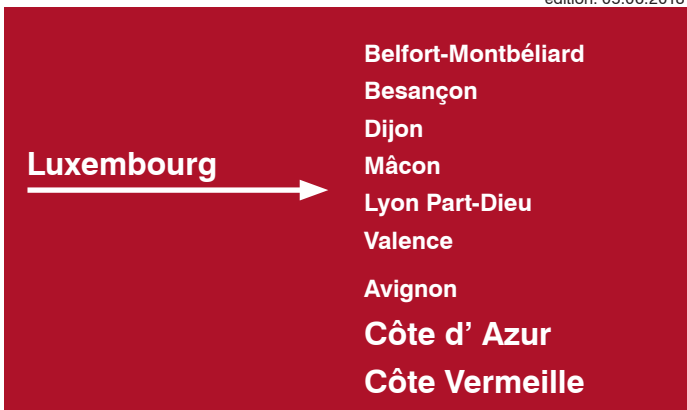 Belfort-Montbéliard
Besançon
Dijon
Luxembourg
Mâcon
Lyon Part-Dieu
Valence
Avignon
Côte d’ Azur
Côte Vermeille